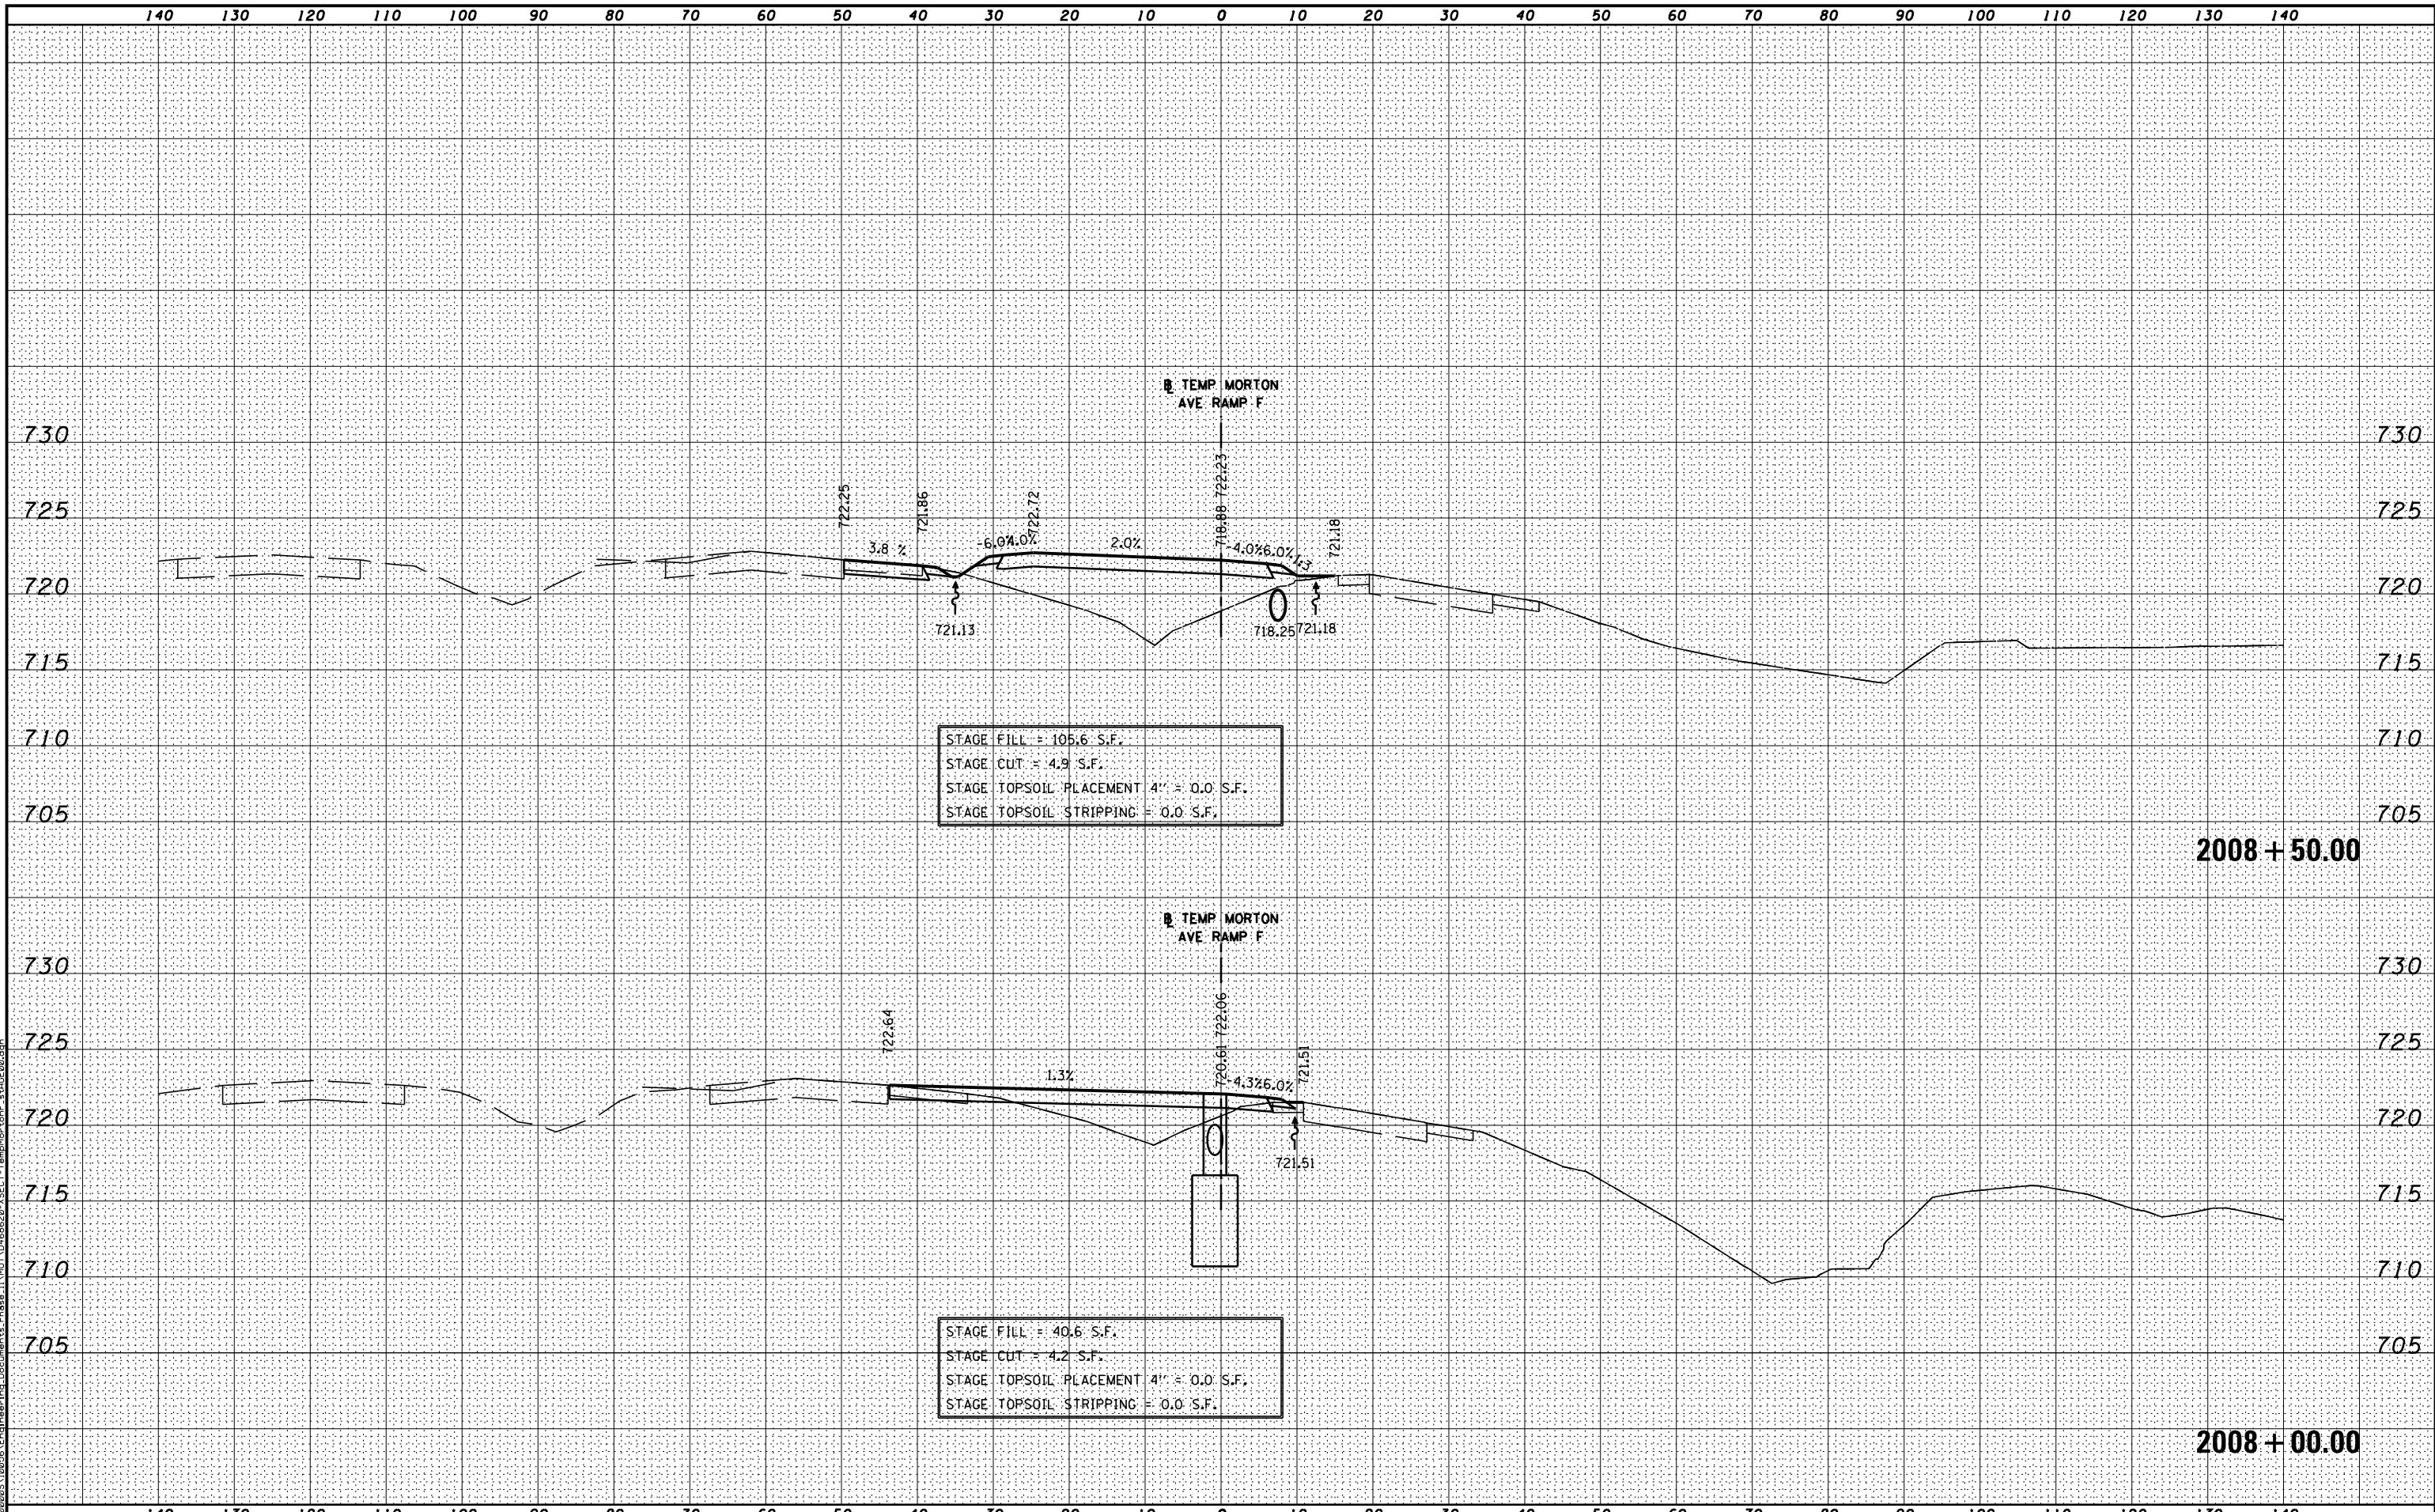 140 130 120 110 100 90 80 70 60 50 40 30 20 10 0 10 20 30 40 50 60 70 80 90 100 110 120 130 140
℄ TEMP MORTON
AVE RAMP F
730 730
725 722.25 721.86 722.72 718.88 722.23 721.18 725
3.8 % -6.0% 4.0% 2.0% -4.0% 6.0% 1:3
720 720
721.13 718.25 721.18
715 715
710 710
STAGE FILL = 105.6 S.F.
STAGE CUT = 4.9 S.F.
STAGE TOPSOIL PLACEMENT 4'' = 0.0 S.F.
STAGE TOPSOIL STRIPPING = 0.0 S.F.
705 705
2008 + 50.00
℄ TEMP MORTON
AVE RAMP F
730 730
725 722.64 720.61 722.06 721.51 725
1.3% -4.3% 6.0%
720 720
721.51
715 715
710 710
STAGE FILL = 40.6 S.F.
STAGE CUT = 4.2 S.F.
STAGE TOPSOIL PLACEMENT 4'' = 0.0 S.F.
STAGE TOPSOIL STRIPPING = 0.0 S.F.
705 705
2008 + 00.00